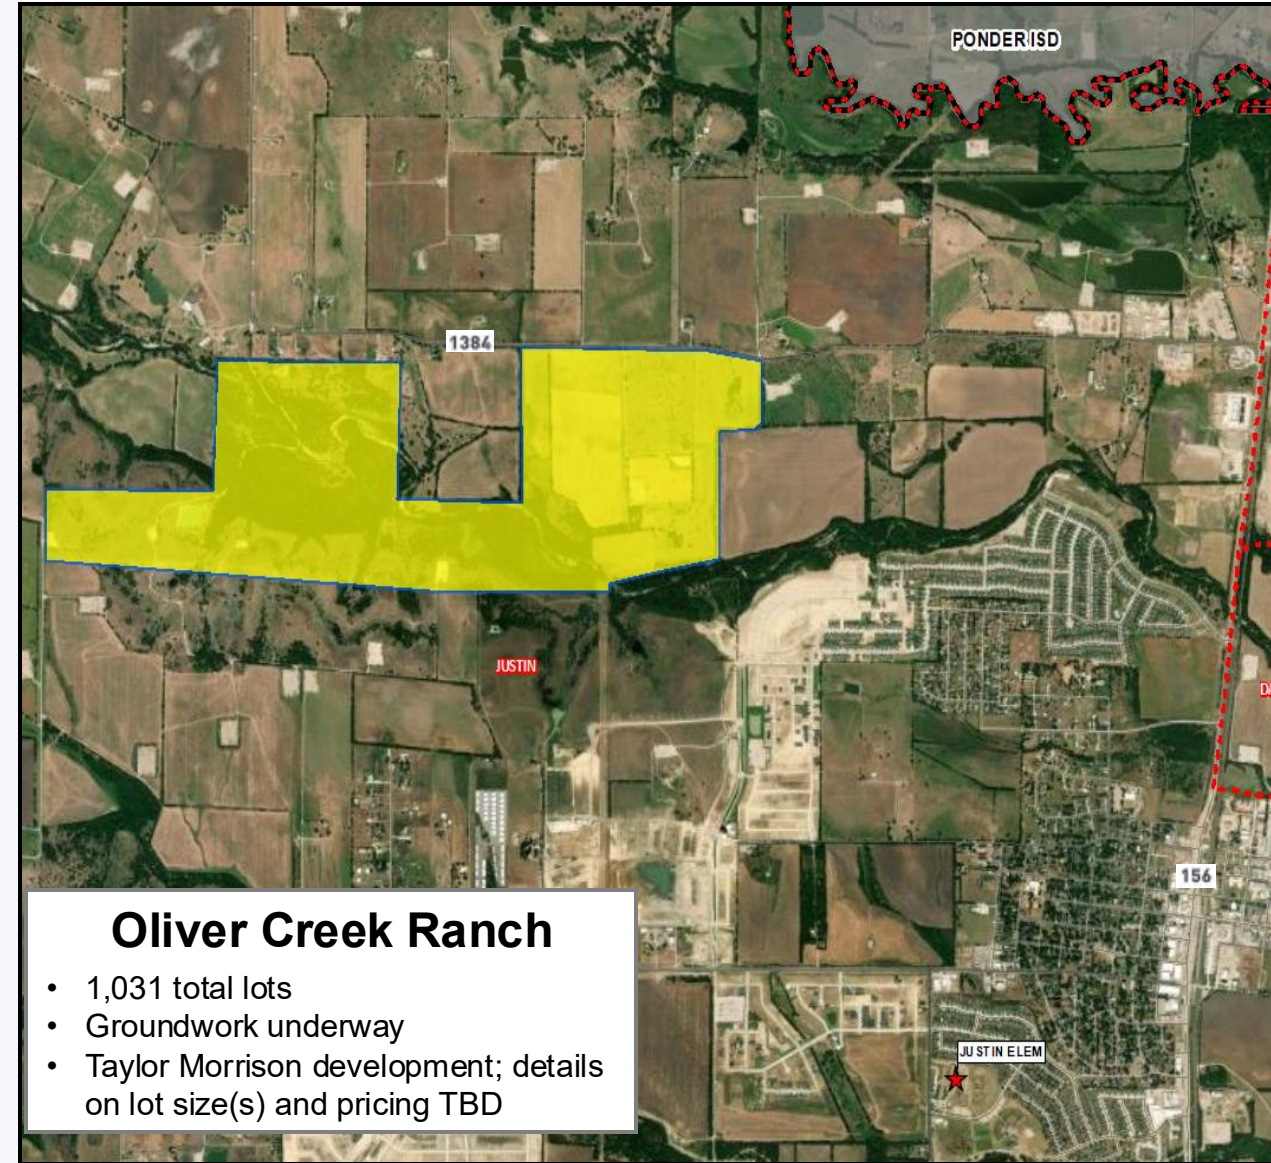 PONDER ISD
1384
JUSTIN
156
JUSTIN ELEM
Oliver Creek Ranch
• 1,031 total lots
• Groundwork underway
• Taylor Morrison development; details
on lot size(s) and pricing TBD